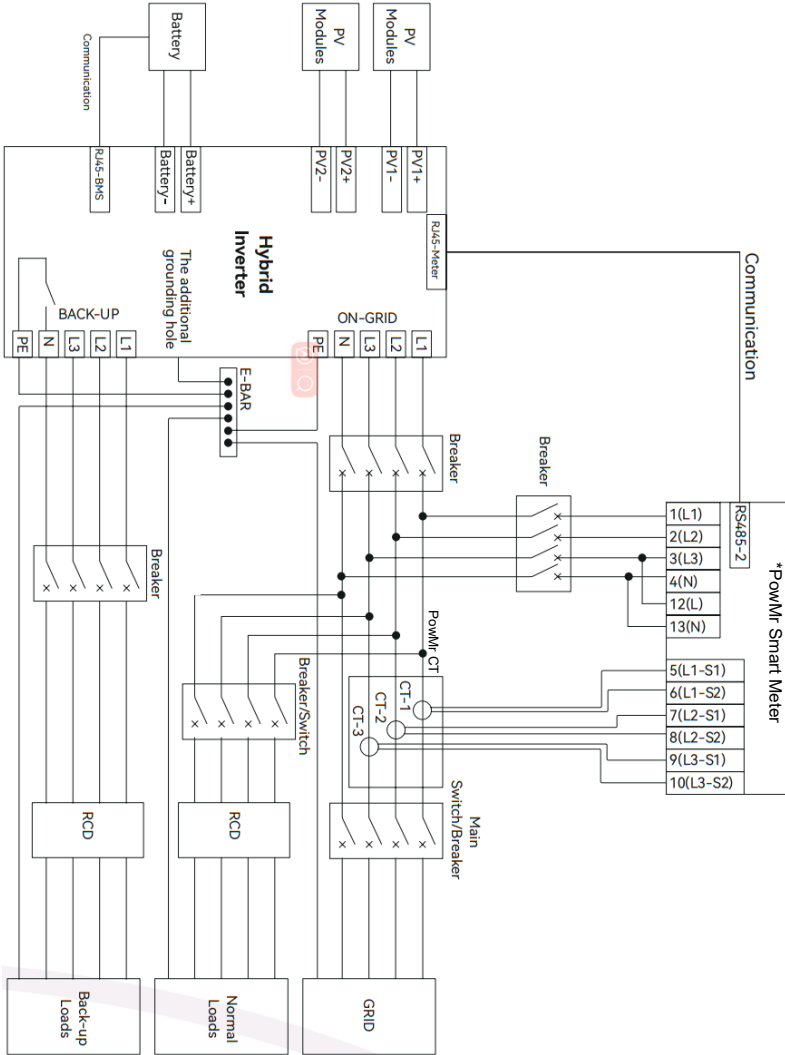 Battery
Communication
PV
Modules
PV
Modules
RJ45-BMS
Battery-
Battery+
PV2-
PV2+
PV1-
PV1+
RJ45-Meter
Hybrid
Inverter
The additional
grounding hole
BACK-UP
ON-GRID
PE
N
L3
L2
L1
PE
N
L3
L2
L1
E-BAR
Communication
*PowMr Smart Meter
RS485-2
1(L1)
2(L2)
3(L3)
4(N)
12(L)
13(N)
5(L1-S1)
6(L1-S2)
7(L2-S1)
8(L2-S2)
9(L3-S1)
10(L3-S2)
Breaker
Breaker
Breaker
Breaker/Switch
PowMr CT
CT-1
CT-2
CT-3
Main
Switch/Breaker
RCD
RCD
Back-up
Loads
Normal
Loads
GRID